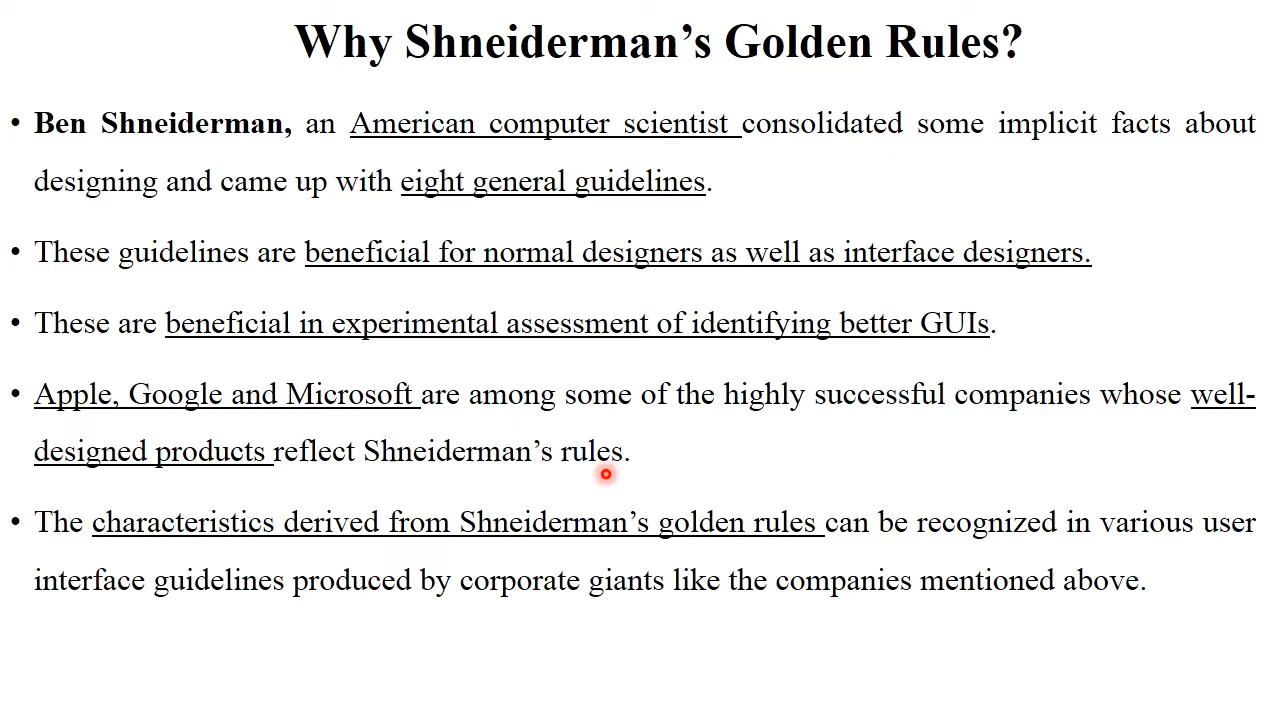 Why Shneiderman’s Golden Rules?
• Ben Shneiderman, an American computer scientist consolidated some implicit facts about
designing and came up with eight general guidelines.
• These guidelines are beneficial for normal designers as well as interface designers.
• These are beneficial in experimental assessment of identifying better GUIs.
• Apple, Google and Microsoft are among some of the highly successful companies whose well-
designed products reflect Shneiderman’s rules.
• The characteristics derived from Shneiderman’s golden rules can be recognized in various user
interface guidelines produced by corporate giants like the companies mentioned above.